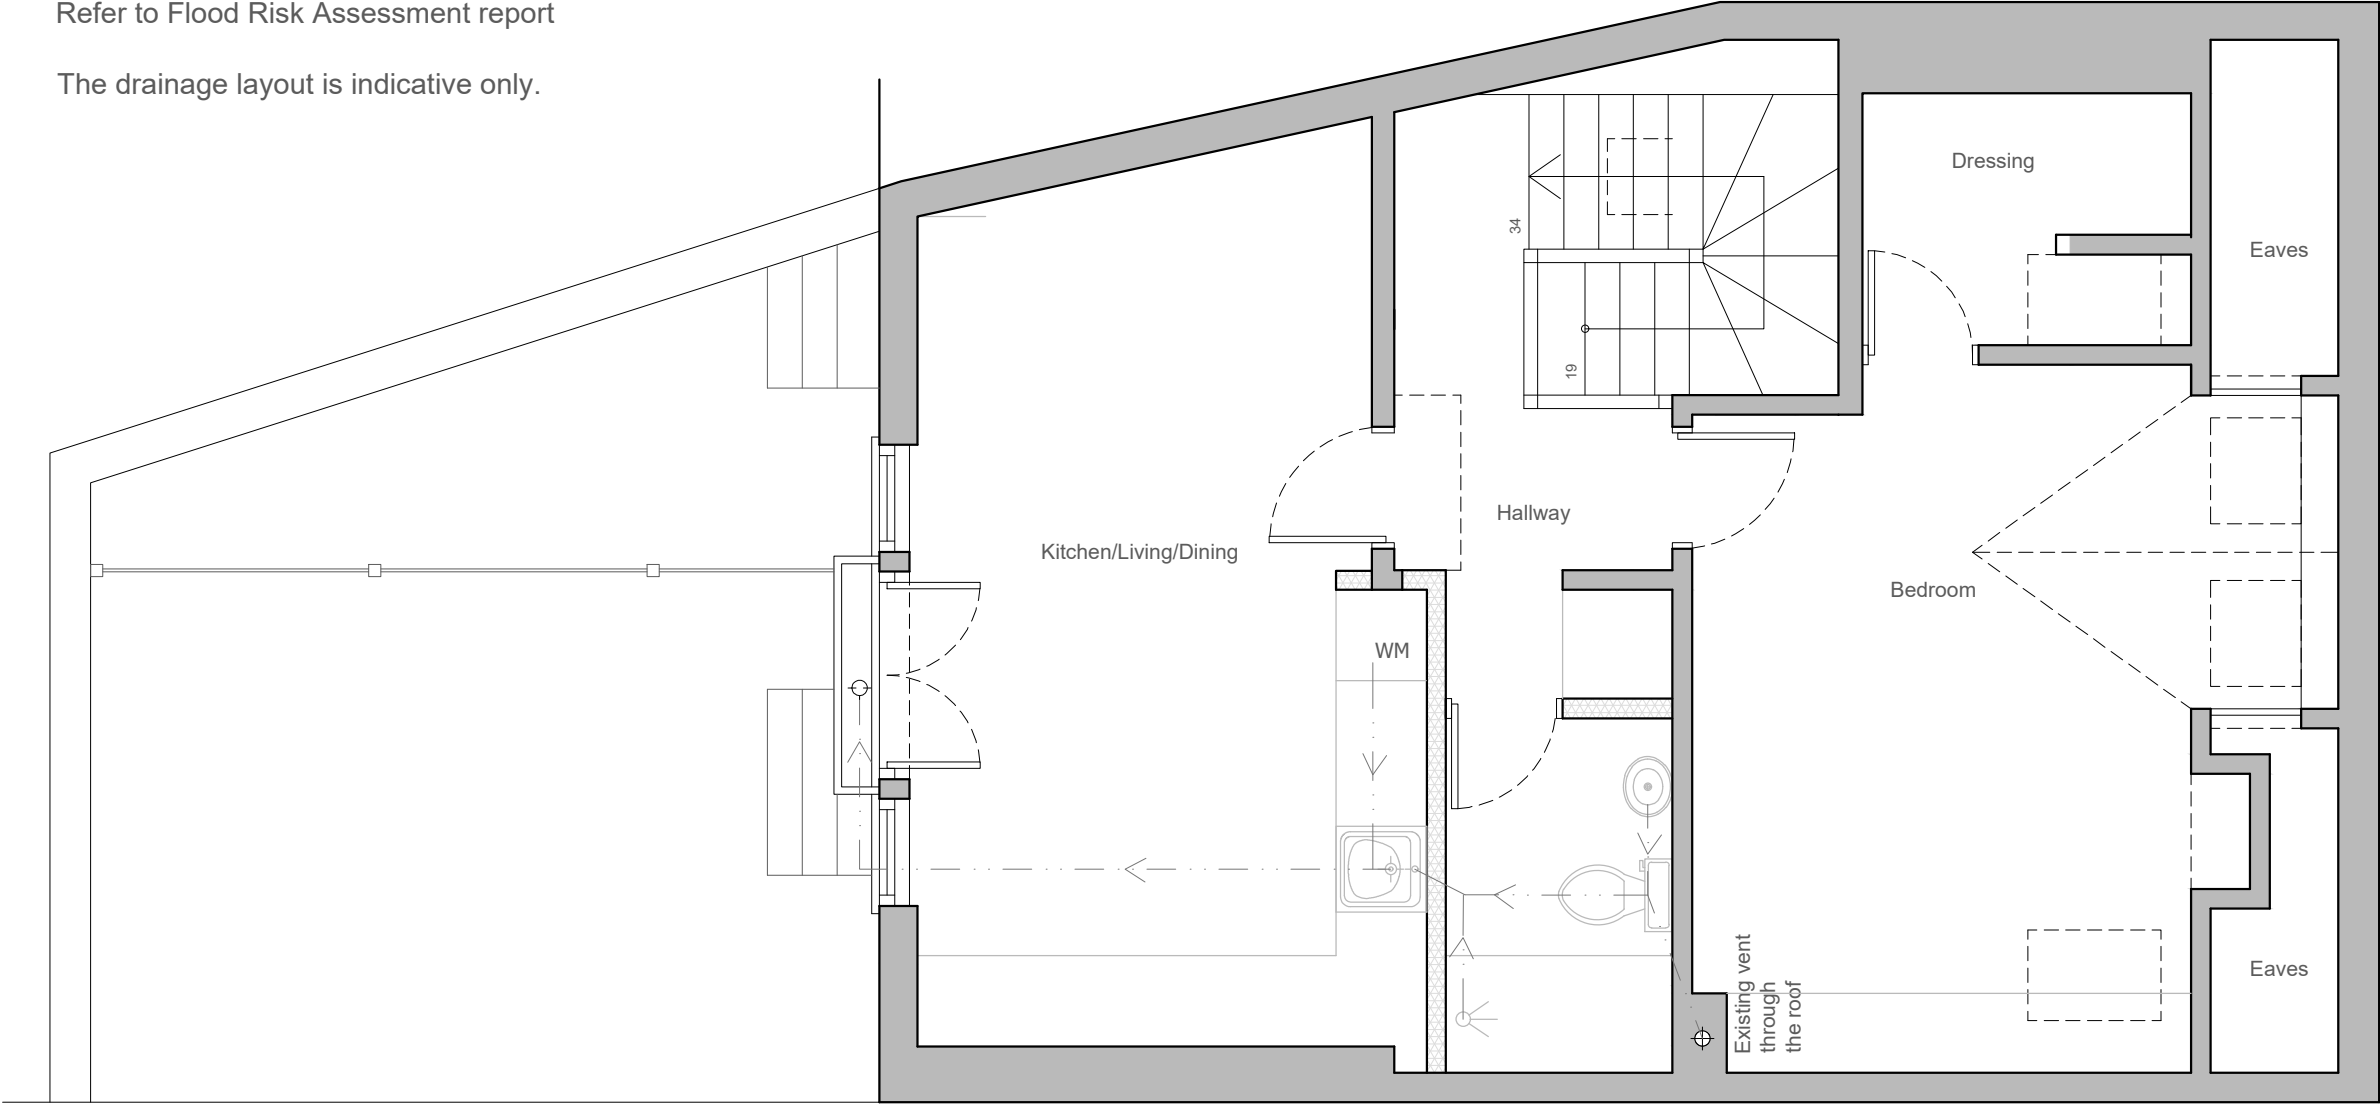 Refer to Flood Risk Assessment report
The drainage layout is indicative only.
Dressing
34
Eaves
19
Hallway
Kitchen/Living/Dining
Bedroom
WM
Existing vent
through
the roof
Eaves